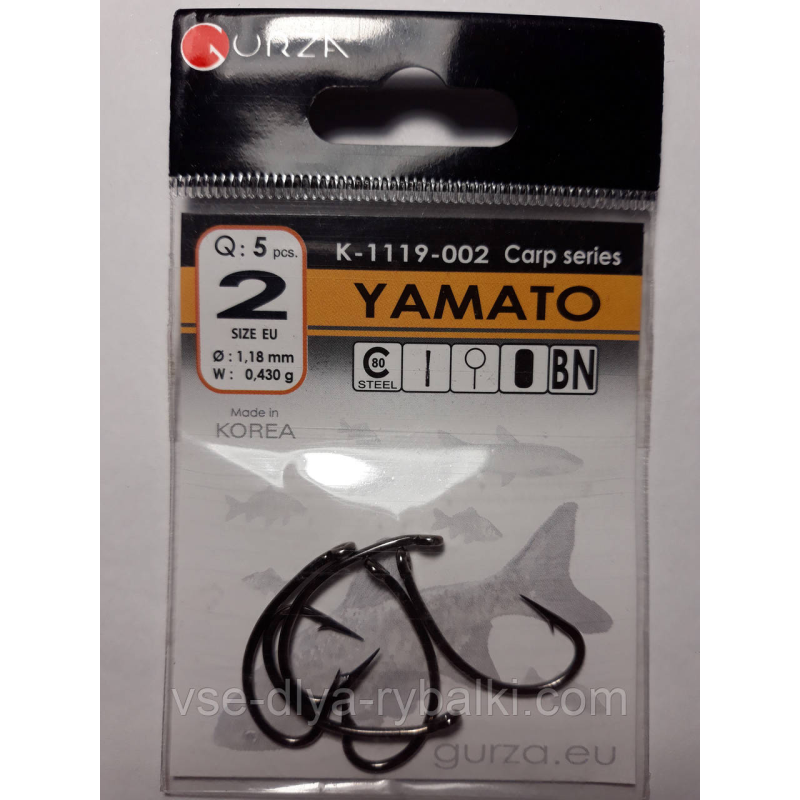 GURZA
Q: 5 pcs.
2
SIZE EU
Ø : 1,18 mm
W : 0,430 g
K-1119-002 Carp series
YAMATO
C 80
STEEL
BN
Made in
KOREA
vse-dlya-rybalki.com
gurza.eu